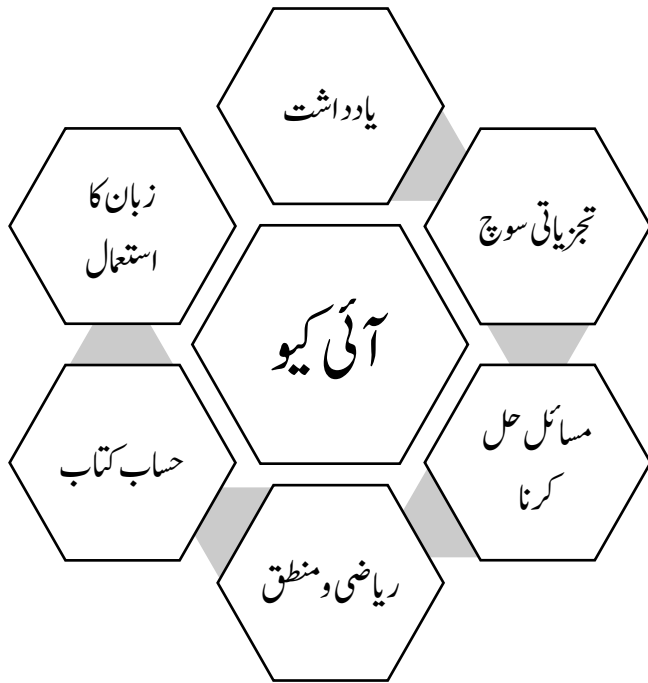 یادداشت
تجزیاتی سوچ
مسائل حل
کرنا
ریاضی و منطق
حساب کتاب
زبان کا
استعمال
آئی کیو